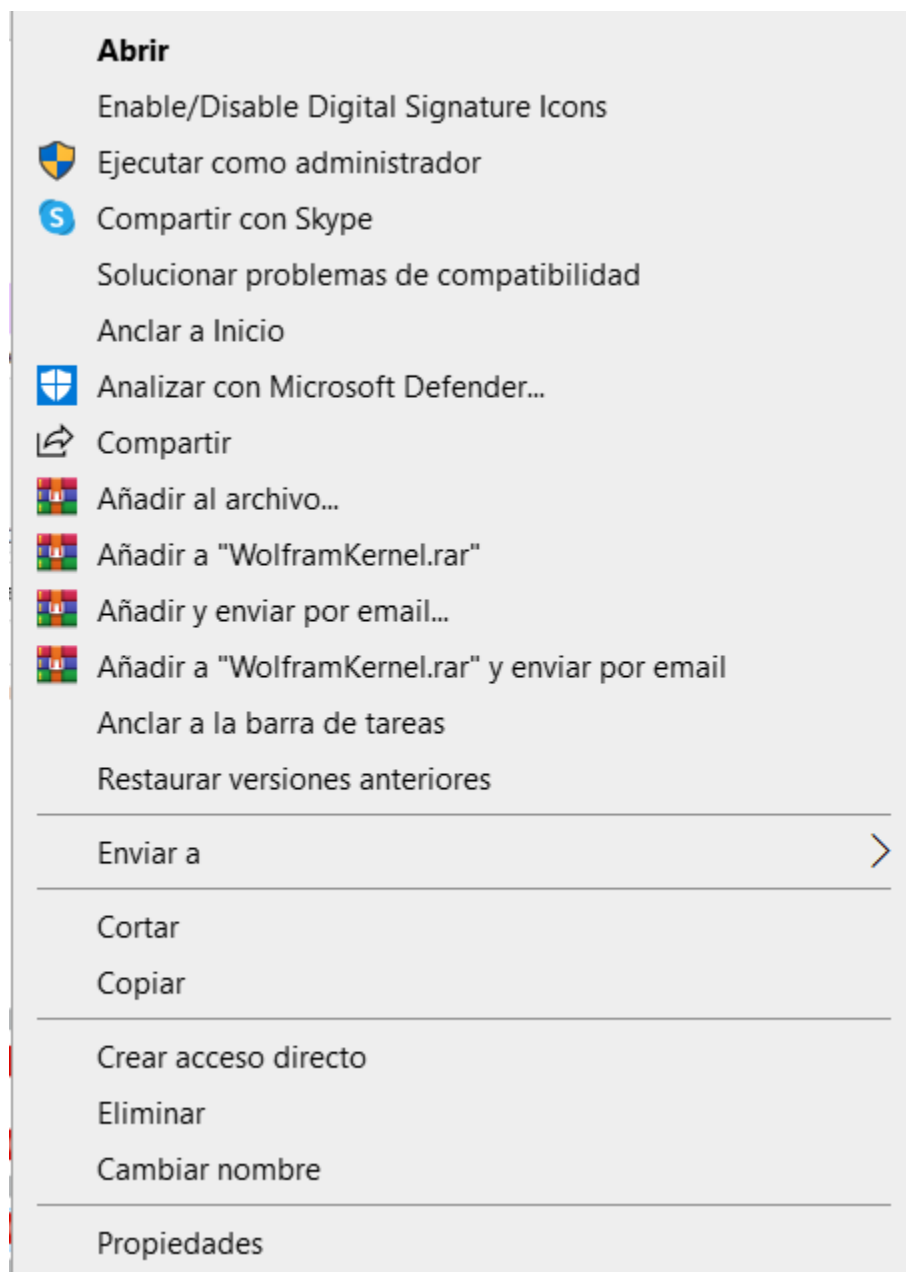 Abrir
Enable/Disable Digital Signature Icons
Ejecutar como administrador
S Compartir con Skype
Solucionar problemas de compatibilidad
Anclar a Inicio
Analizar con Microsoft Defender...
Compartir
Añadir al archivo...
Añadir a "WolframKernel.rar"
Añadir y enviar por email...
Añadir a "WolframKernel.rar" y enviar por email
Anclar a la barra de tareas
Restaurar versiones anteriores
Enviar a
Cortar
Copiar
Crear acceso directo
Eliminar
Cambiar nombre
Propiedades